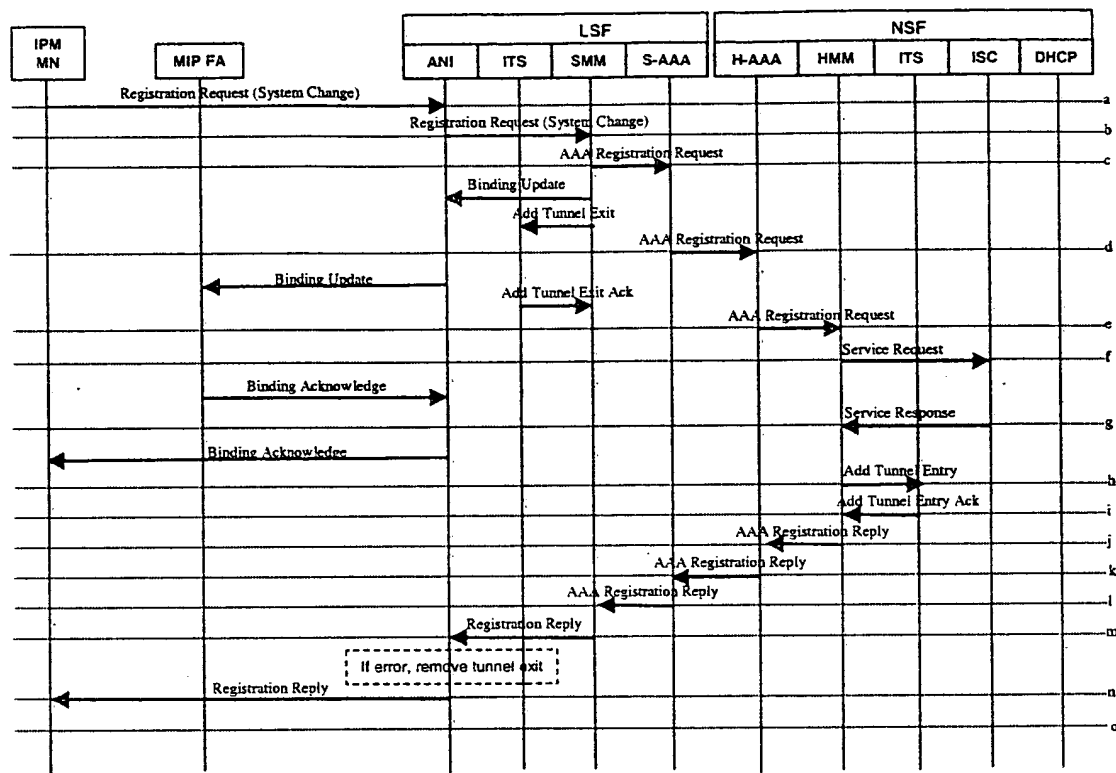 LSF
NSF
IPM
MN
MIP FA
ANI
ITS
SMM
S-AAA
H-AAA
HMM
ITS
ISC
DHCP
Registration Request (System Change)
a
Registration Request (System Change)
b
AAA Registration Request
c
Binding Update
Add Tunnel Exit
AAA Registration Request
d
Binding Update
Add Tunnel Exit Ack
AAA Registration Request
e
Service Request
f
Binding Acknowledge
Service Response
g
Binding Acknowledge
Add Tunnel Entry
h
Add Tunnel Entry Ack
i
AAA Registration Reply
j
AAA Registration Reply
k
AAA Registration Reply
l
Registration Reply
m
If error, remove tunnel exit
Registration Reply
n
o